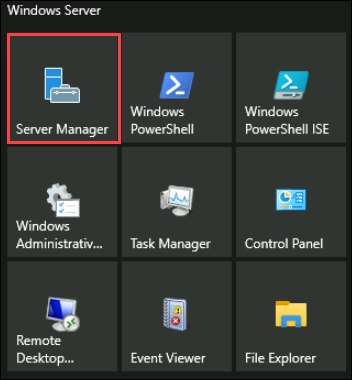 Windows Server
Server Manager
Windows
PowerShell
Windows
PowerShell ISE
Windows
Administrativ...
Task Manager
Control Panel
Remote
Desktop...
Event Viewer
File Explorer